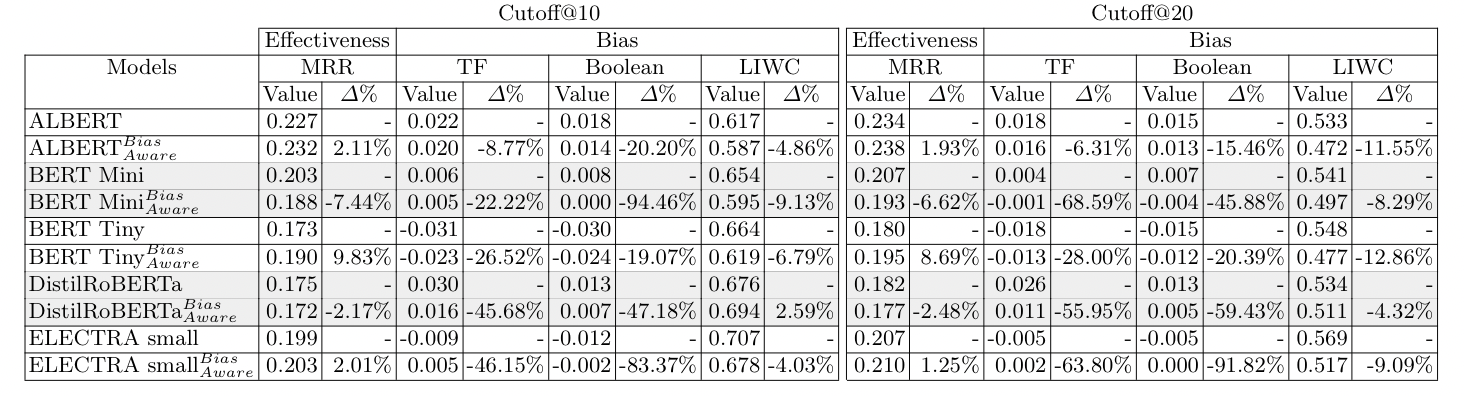 Cutoff@10 Cutoff@20
Effectiveness Bias Effectiveness Bias
Models MRR TF Boolean LIWC MRR TF Boolean LIWC
Value Δ% Value Δ% Value Δ% Value Δ% Value Δ% Value Δ% Value Δ% Value Δ%
ALBERT 0.227 - 0.022 - 0.018 - 0.617 - 0.234 - 0.018 - 0.015 - 0.533 -
ALBERT Bias Aware 0.232 2.11% 0.020 -8.77% 0.014 -20.20% 0.587 -4.86% 0.238 1.93% 0.016 -6.31% 0.013 -15.46% 0.472 -11.55%
BERT Mini 0.203 - 0.006 - 0.008 - 0.654 - 0.207 - 0.004 - 0.007 - 0.541 -
BERT Mini Bias Aware 0.188 -7.44% 0.005 -22.22% 0.000 -94.46% 0.595 -9.13% 0.193 -6.62% -0.001 -68.59% -0.004 -45.88% 0.497 -8.29%
BERT Tiny 0.173 - -0.031 - -0.030 - 0.664 - 0.180 - -0.018 - -0.015 - 0.548 -
BERT Tiny Bias Aware 0.190 9.83% -0.023 -26.52% -0.024 -19.07% 0.619 -6.79% 0.195 8.69% -0.013 -28.00% -0.012 -20.39% 0.477 -12.86%
DistilRoBERTa 0.175 - 0.030 - 0.013 - 0.676 - 0.182 - 0.026 - 0.013 - 0.534 -
DistilRoBERTa Bias Aware 0.172 -2.17% 0.016 -45.68% 0.007 -47.18% 0.694 2.59% 0.177 -2.48% 0.011 -55.95% 0.005 -59.43% 0.511 -4.32%
ELECTRA small 0.199 - -0.009 - -0.012 - 0.707 - 0.207 - -0.005 - -0.005 - 0.569 -
ELECTRA small Bias Aware 0.203 2.01% 0.005 -46.15% -0.002 -83.37% 0.678 -4.03% 0.210 1.25% 0.002 -63.80% 0.000 -91.82% 0.517 -9.09%